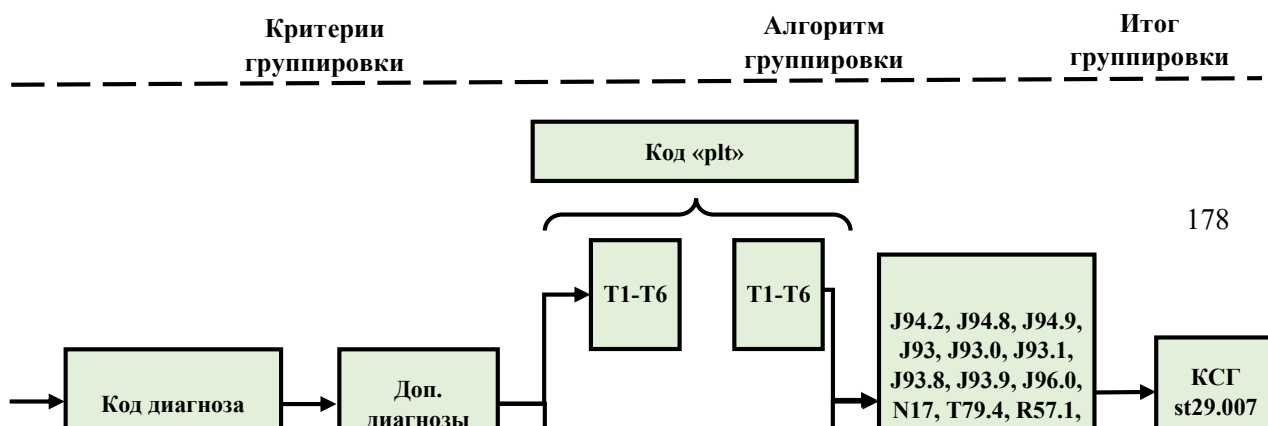 Критерии
группировки
Алгоритм
группировки
Итог
группировки
Код «plt»
178
T1-T6
T1-T6
J94.2, J94.8, J94.9,
J93, J93.0, J93.1,
J93.8, J93.9, J96.0,
N17, T79.4, R57.1,
Код диагноза
Доп.
диагнозы
КСГ
st29.007